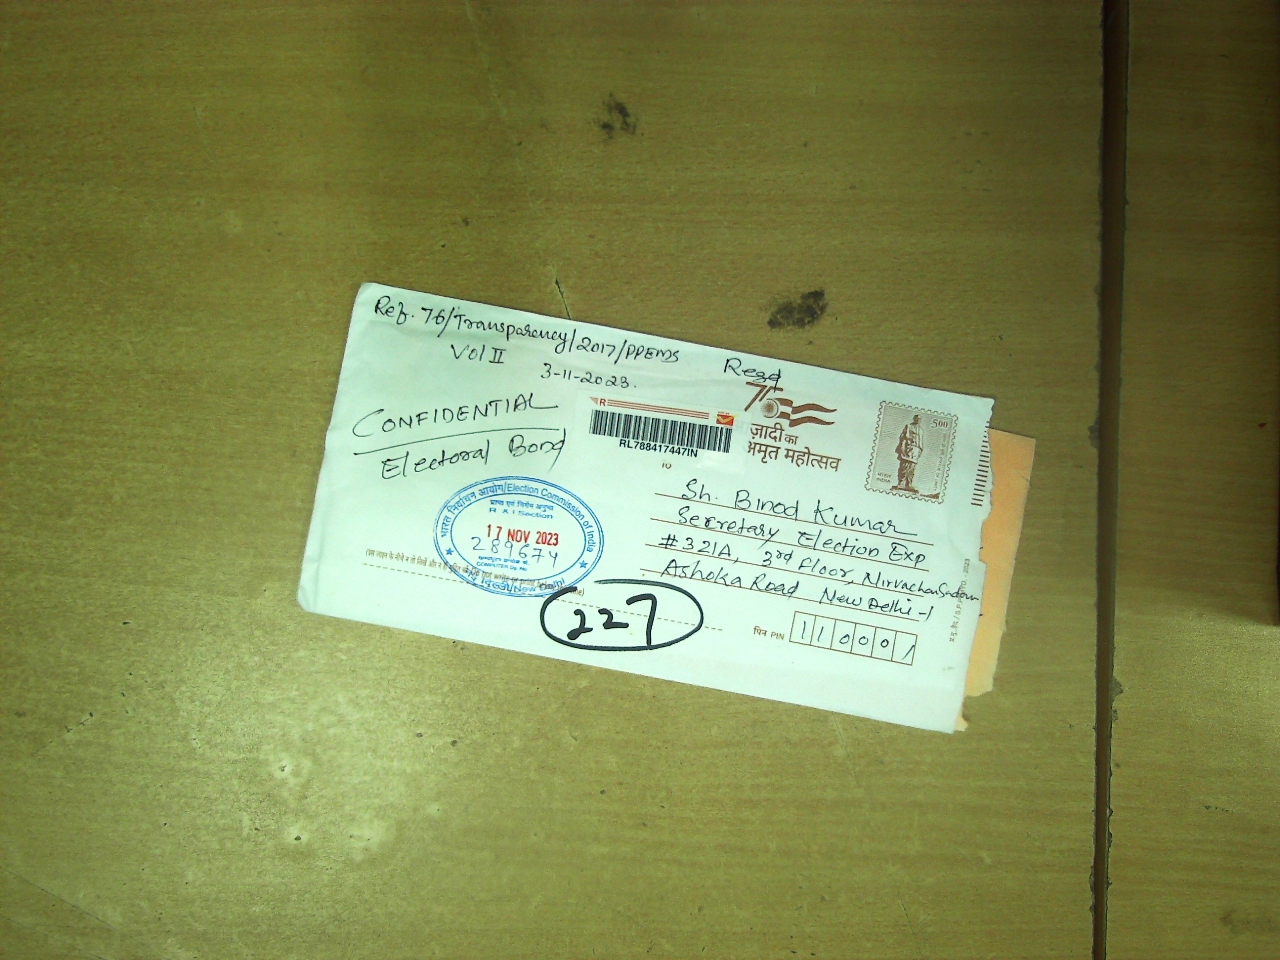 Ref. 76/Transparency/2017/PPEMS
Vol II
3-11-2023.
Regd
CONFIDENTIAL
Electoral Bond
R
RL788417447IN
75
ज़ादी का
अमृत महोत्सव
5.00
भारत
INDIA
TO
Sh. Binod Kumar
Secretary Election Exp
#321A, 3rd Floor, Nirvachan Sadan
Ashoka Road New Delhi-1
पिन PIN 110001
भारत निर्वाचन आयोग/Election Commission of India
R & I Section
17 NOV 2023
289674
COMPUTER
नई दिल्ली/New Delhi
227
2023